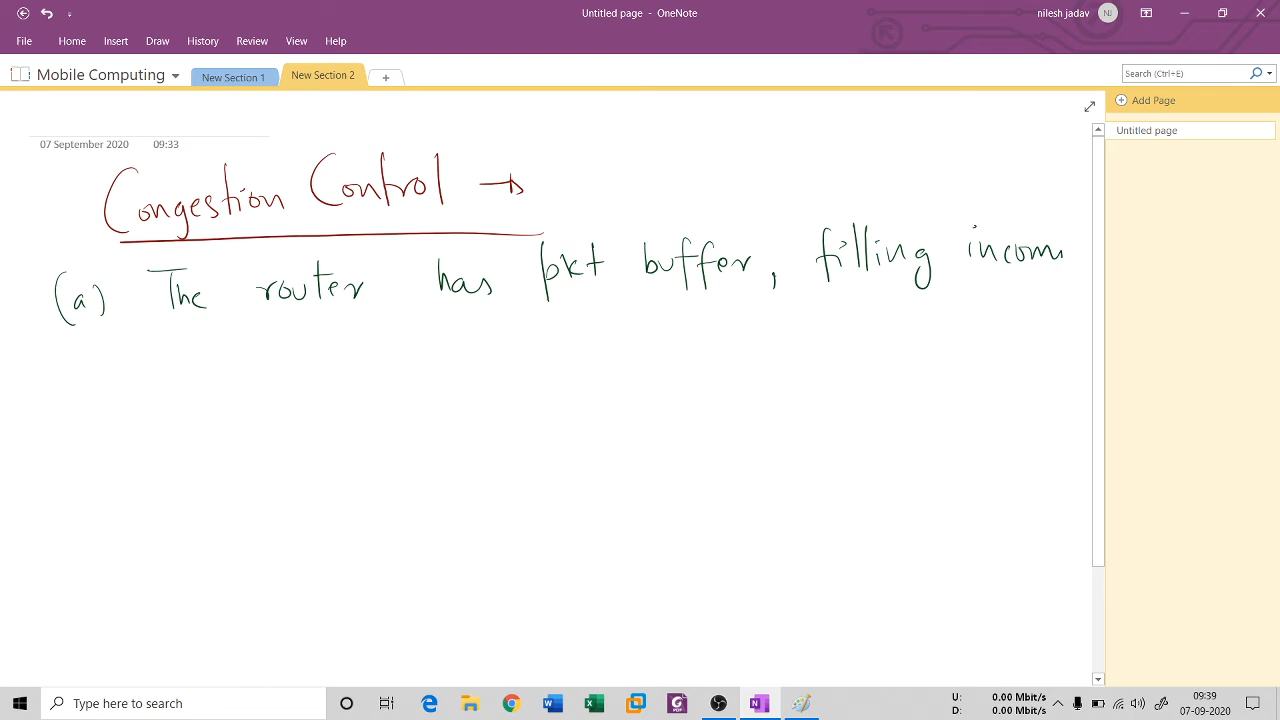 Untitled page - OneNote
nilesh jadav NJ
File Home Insert Draw History Review View Help
Mobile Computing New Section 1 New Section 2
Search (Ctrl+E)
Add Page
Untitled page
07 September 2020 09:33
Congestion Control →
(a) The router has pkt buffer, filling incom
Type here to search
U: 0.00 Mbit/s
D: 0.00 Mbit/s
09:39
07-09-2020